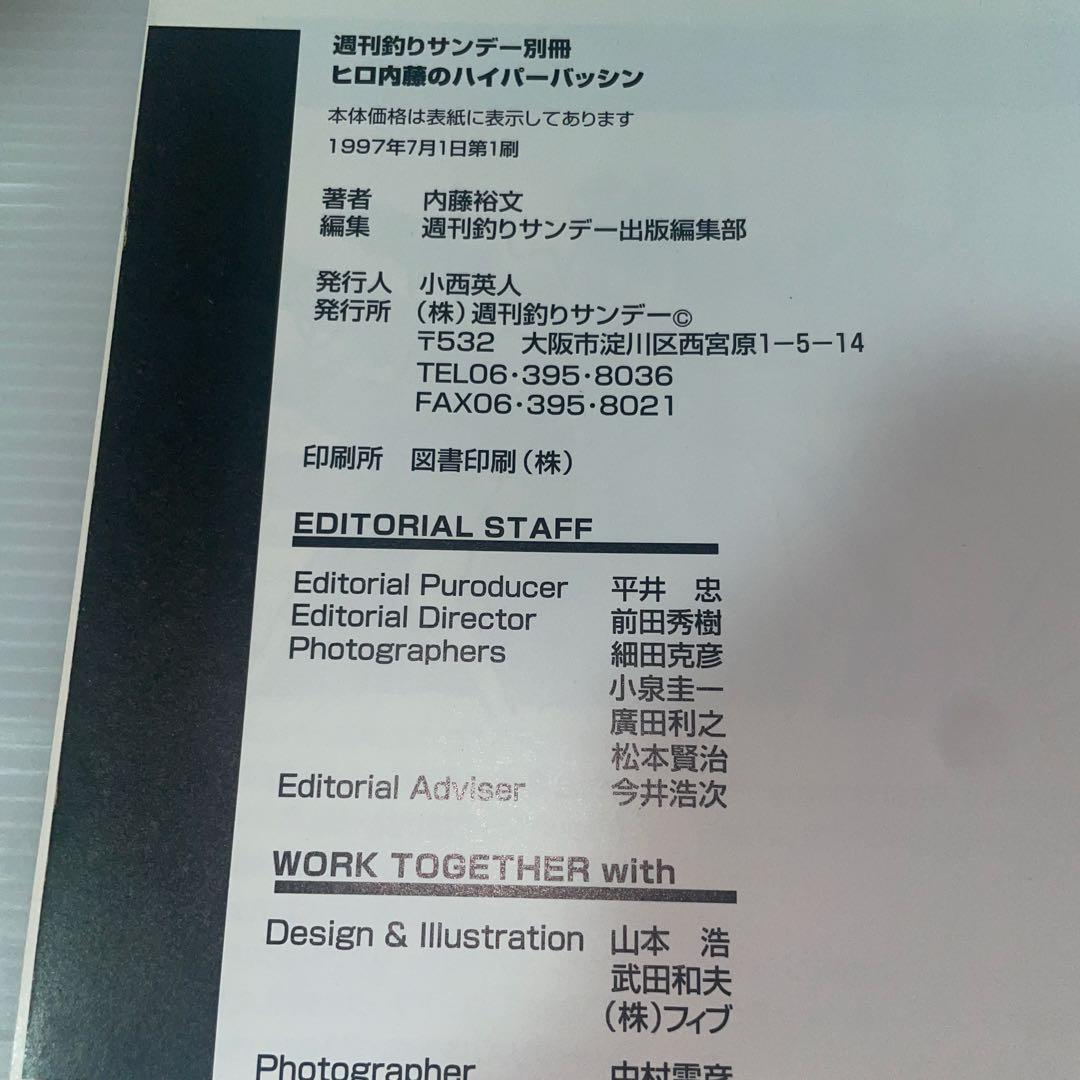 週刊釣りサンデー別冊
ヒロ内藤のハイパーバッシン
本体価格は表紙に表示してあります
1997年7月1日第1刷
著者 内藤裕文
編集 週刊釣りサンデー出版編集部
発行人 小西英人
発行所 (株)週刊釣りサンデー©
〒532 大阪市淀川区西宮原1-5-14
TEL06・395・8036
FAX06・395・8021
印刷所 図書印刷(株)
EDITORIAL STAFF
Editorial Puroducer 平井 忠
Editorial Director 前田秀樹
Photographers 細田克彦
小泉圭一
廣田利之
松本賢治
Editorial Adviser 今井浩次
WORK TOGETHER with
Design & Illustration 山本 浩
武田和夫
(株)フィブ
Photographer